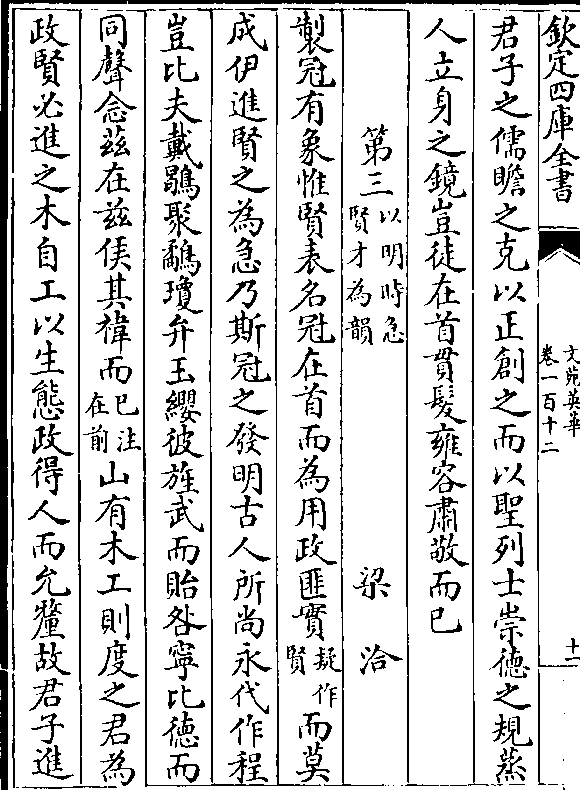 欽定四庫全書
文苑英華
卷一百十二
十一
君子之儒瞻之克以正創之而以聖列士崇德之規蒸
人立身之鏡豈徒在首貫髮雍容肅敬而已
第三以明時急賢才為韻
梁洽
製冠有象惟賢表名冠在首而為用政匪實疑作賢而莫
成伊進賢之為急乃斯冠之發明古人所尚永代作程
豈比夫戴鶡聚鷸瓊弁玉纓彼旌武而貽咎寧比德而
同聲念茲在茲俟其禕而已注在前山有木工則度之君為
政賢必進之木自工以生態政得人而允釐故君子進